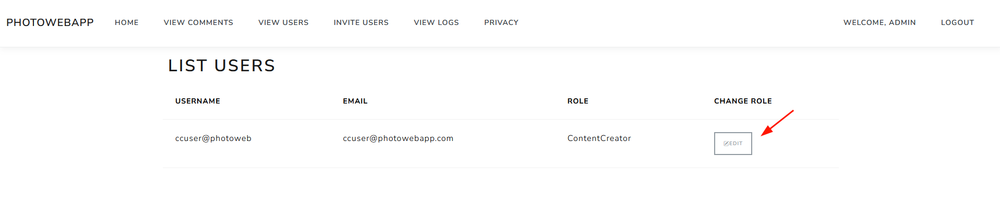 PHOTOWEBAPP HOME VIEW COMMENTS VIEW USERS INVITE USERS VIEW LOGS PRIVACY WELCOME, ADMIN LOGOUT
LIST USERS
USERNAME EMAIL ROLE CHANGE ROLE
ccuser@photoweb ccuser@photowebapp.com ContentCreator EDIT